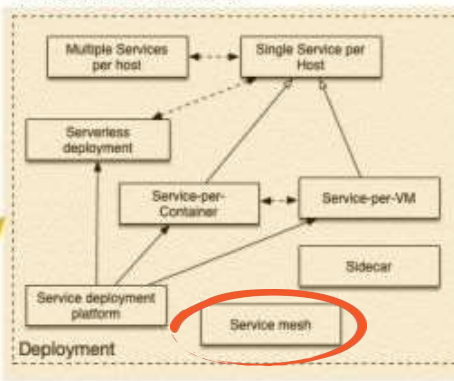 Multiple Services
per host
Single Service per
Host
Serverless
deployment
Service-per-
Container
Service-per-VM
Sidecar
Service deployment
platform
Service mesh
Deployment